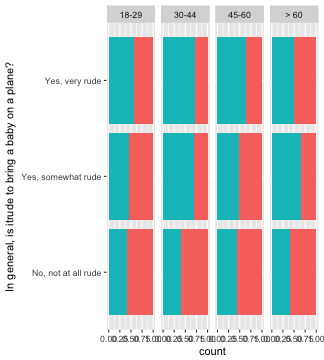 18-29 30-44 45-60 > 60
In general, is itrude to bring a baby on a plane?
Yes, very rude
Yes, somewhat rude
No, not at all rude
0.000.250.500.751.00 0.000.250.500.751.00 0.000.250.500.751.00 0.000.250.500.751.00
count